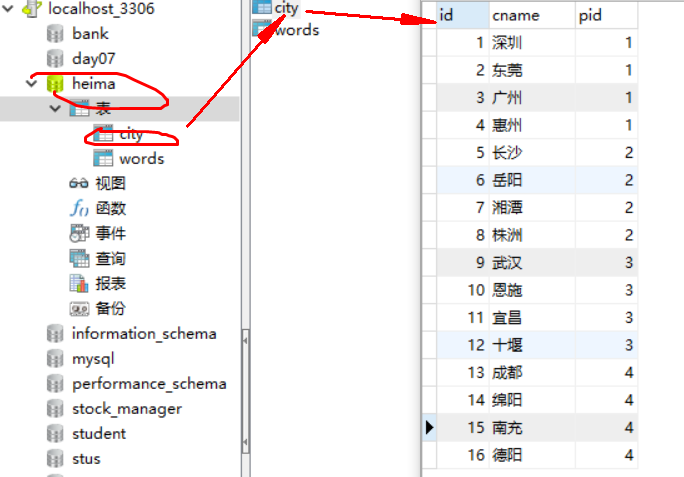 localhost_3306
bank
day07
heima
表
city
words
视图
函数
事件
查询
报表
备份
information_schema
mysql
performance_schema
stock_manager
student
stus
city
words
id cname pid
1 深圳 1
2 东莞 1
3 广州 1
4 惠州 1
5 长沙 2
6 岳阳 2
7 湘潭 2
8 株洲 2
9 武汉 3
10 恩施 3
11 宜昌 3
12 十堰 3
13 成都 4
14 绵阳 4
15 南充 4
16 德阳 4